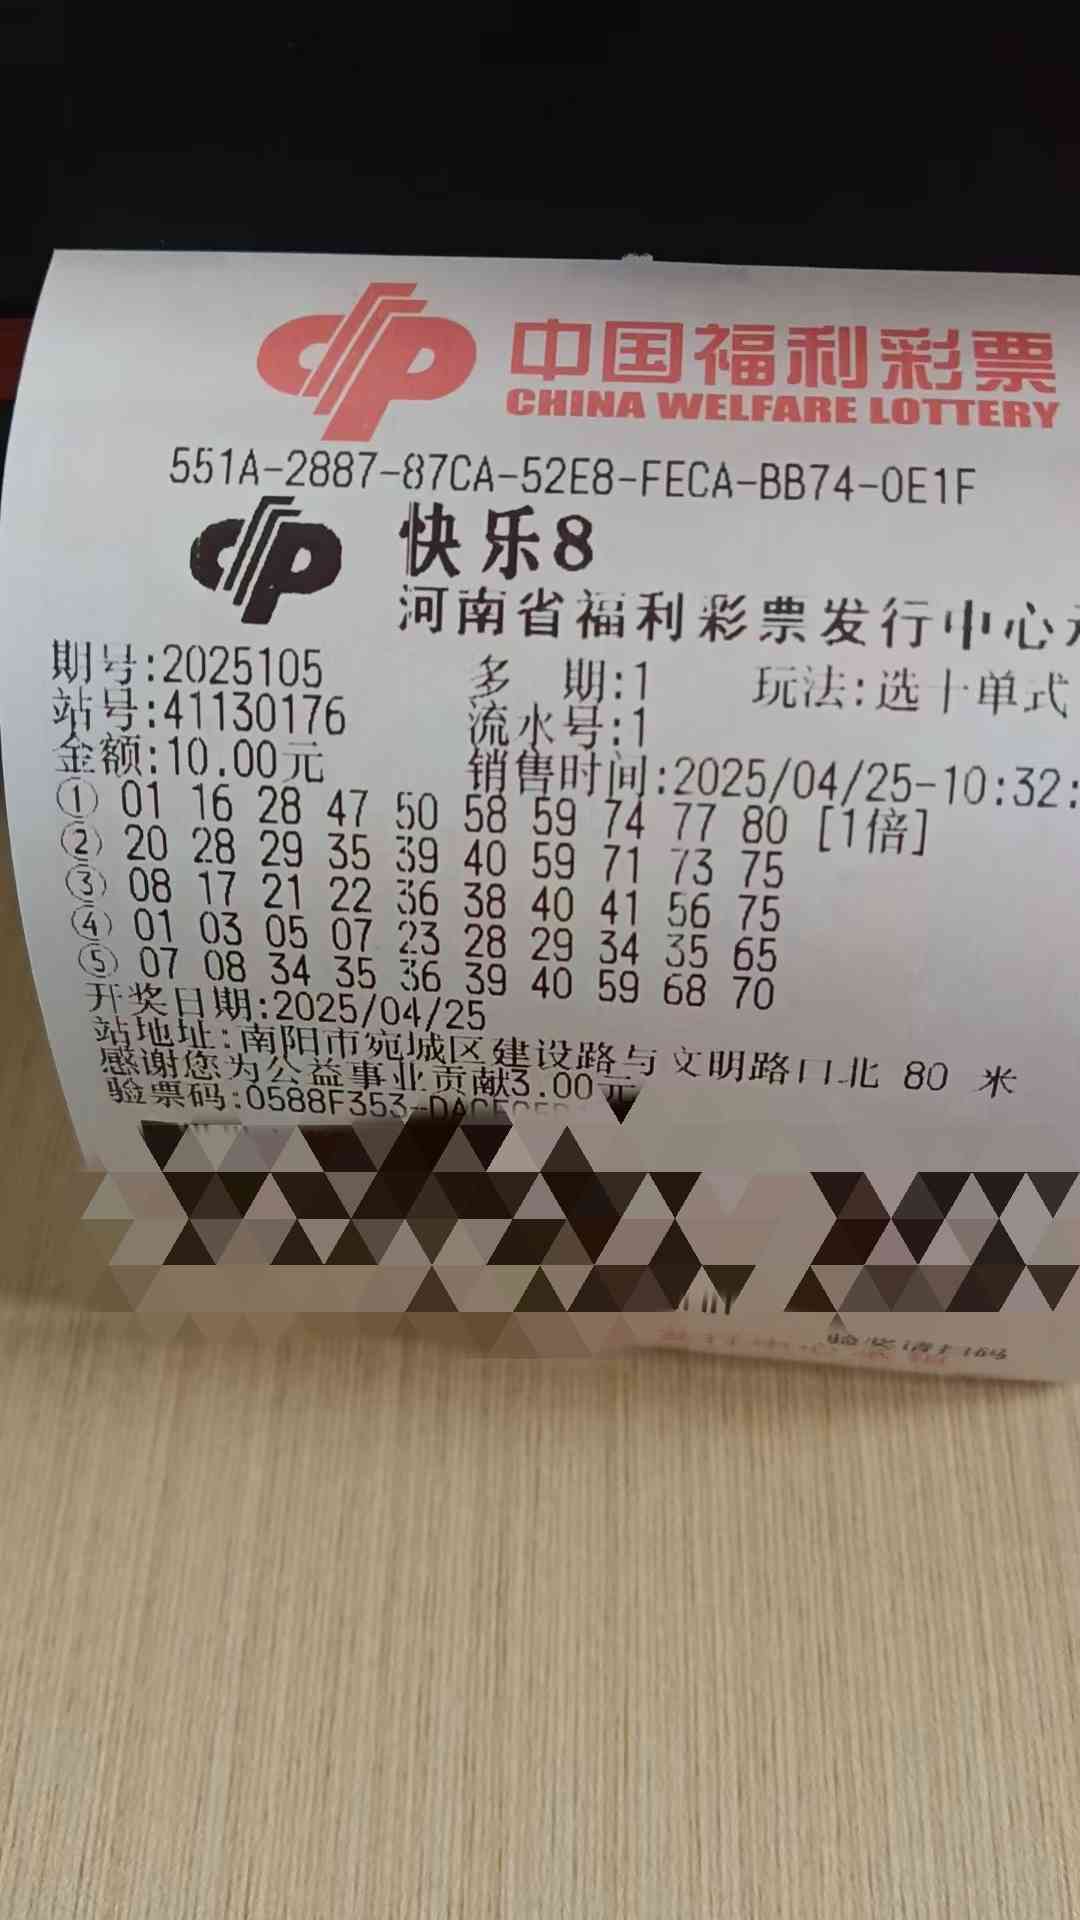 中国福利彩票
CHINA WELFARE LOTTERY
551A-2887-87CA-52E8-FECA-BB74-0E1F
快乐8
河南省福利彩票发行中心
期号:2025105 多 期:1 玩法:选十单式
站号:41130176 流水号:1
金额:10.00元 销售时间:2025/04/25-10:32:
① 01 16 28 47 50 58 59 74 77 80 [1倍]
② 20 28 29 35 39 40 59 71 73 75
③ 08 17 21 22 36 38 40 41 56 75
④ 01 03 05 07 23 28 29 34 35 65
⑤ 07 08 34 35 36 39 40 59 68 70
开奖日期:2025/04/25
站地址:南阳市宛城区建设路与文明路口北 80 米
感谢您为公益事业贡献3.00元
验票码:0588F353-